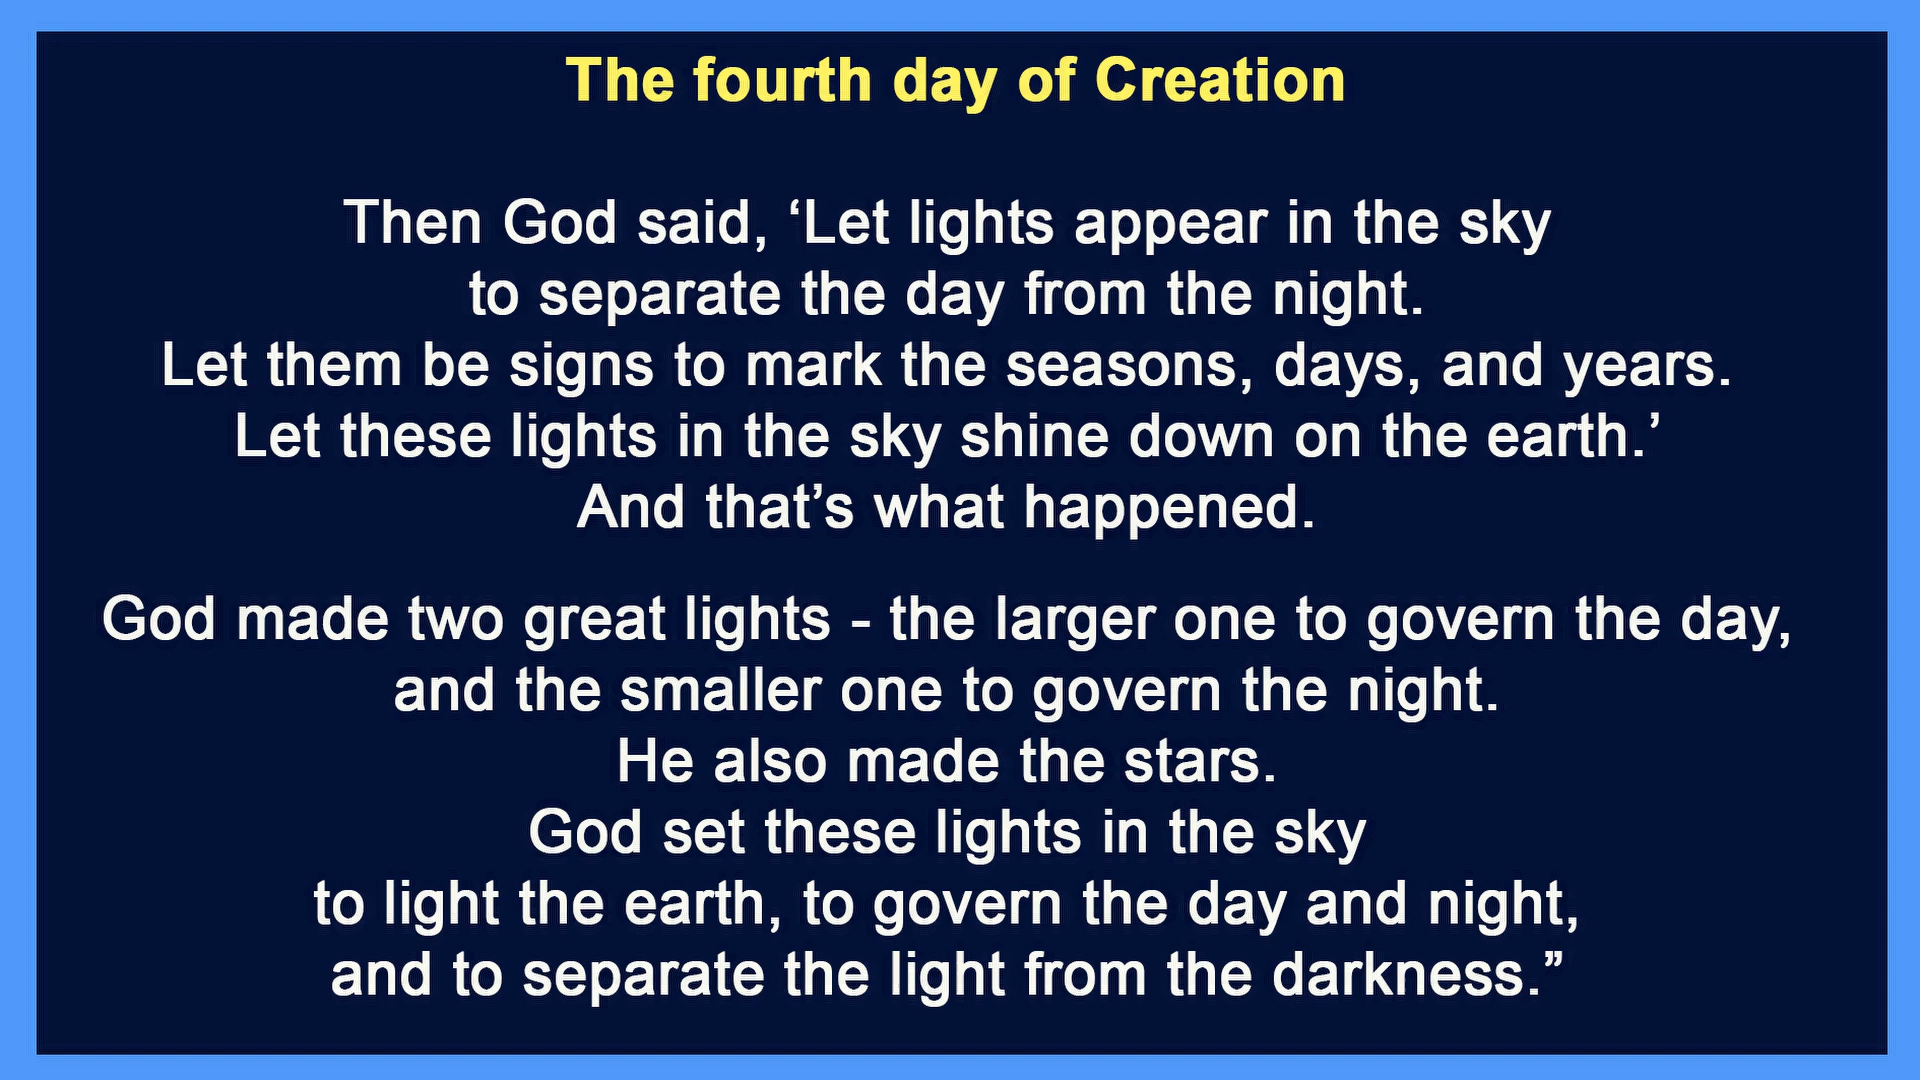 The fourth day of Creation
Then God said, ‘Let lights appear in the sky
to separate the day from the night.
Let them be signs to mark the seasons, days, and years.
Let these lights in the sky shine down on the earth.’
And that’s what happened.
God made two great lights - the larger one to govern the day,
and the smaller one to govern the night.
He also made the stars.
God set these lights in the sky
to light the earth, to govern the day and night,
and to separate the light from the darkness.”